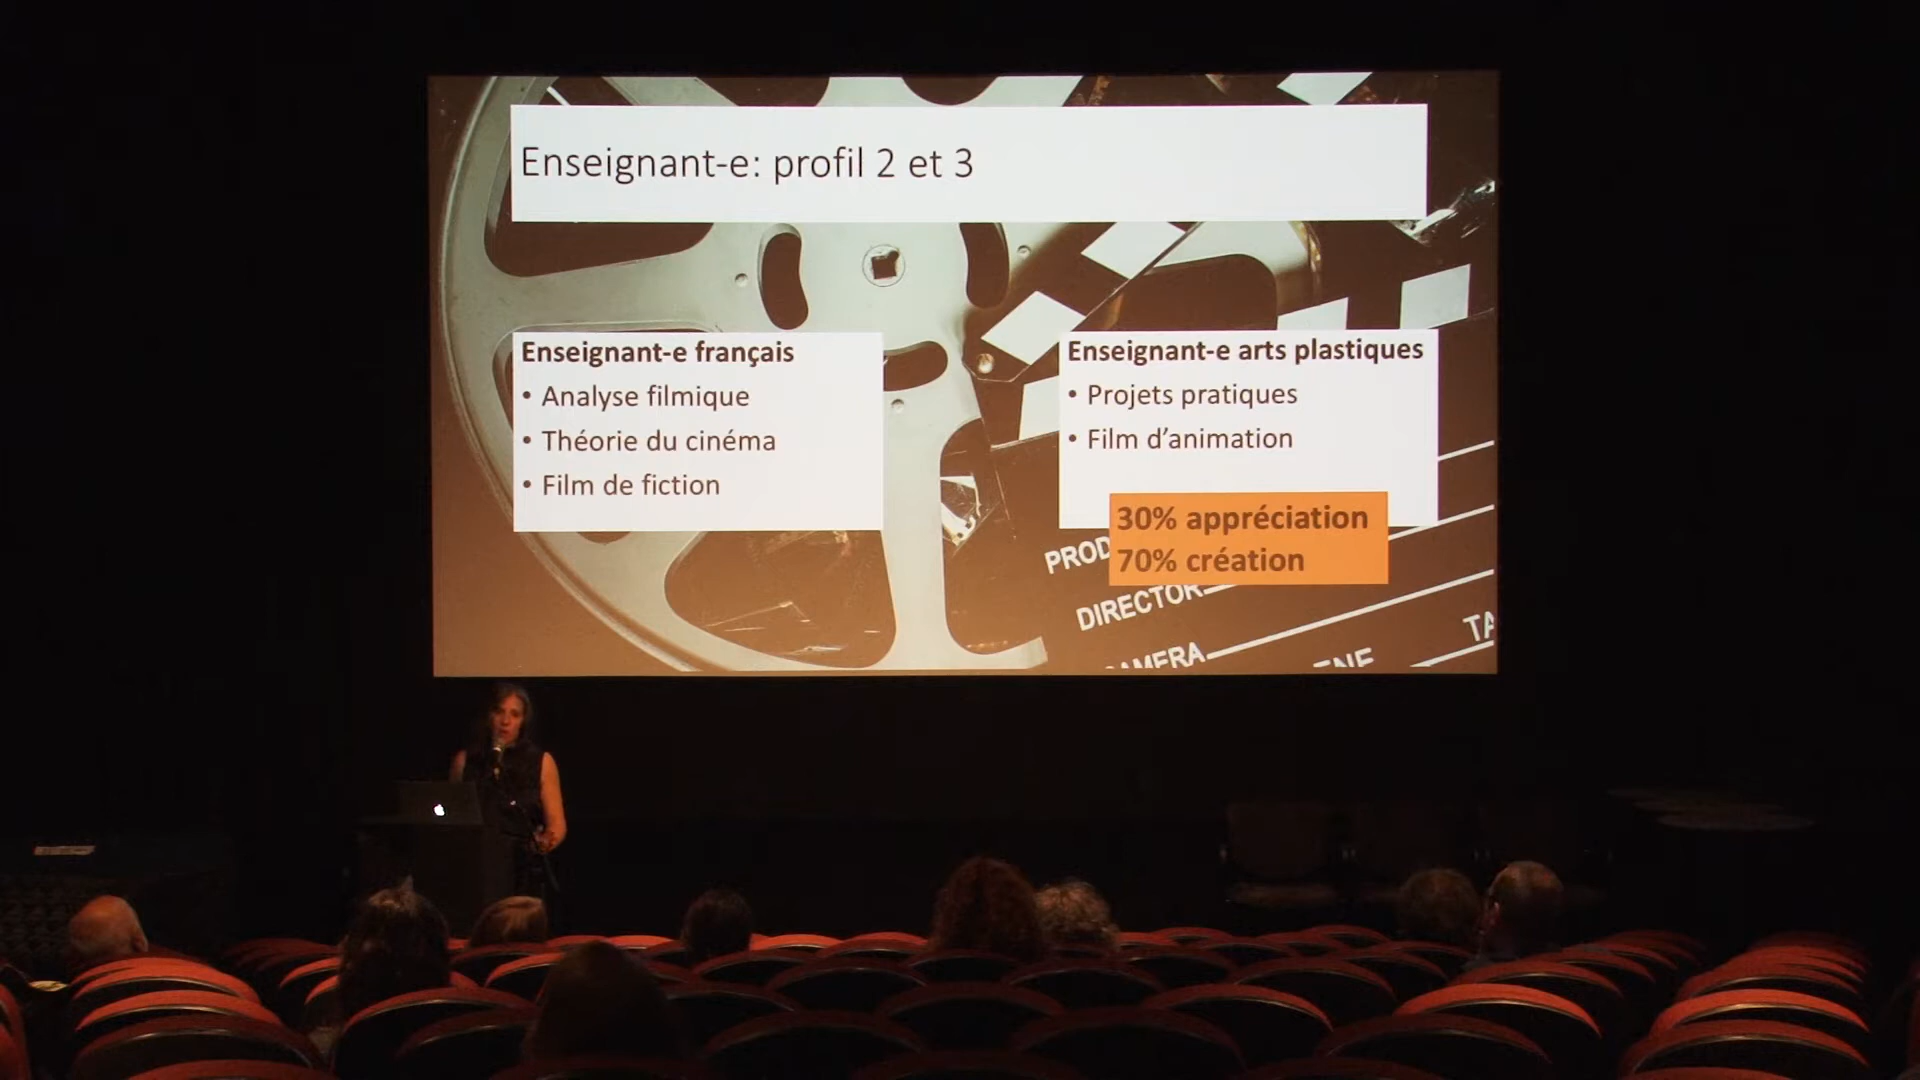 Enseignant-e: profil 2 et 3
Enseignant-e français
• Analyse filmique
• Théorie du cinéma
• Film de fiction
Enseignant-e arts plastiques
• Projets pratiques
• Film d’animation
30% appréciation
70% création
PROD
DIRECTOR
TA